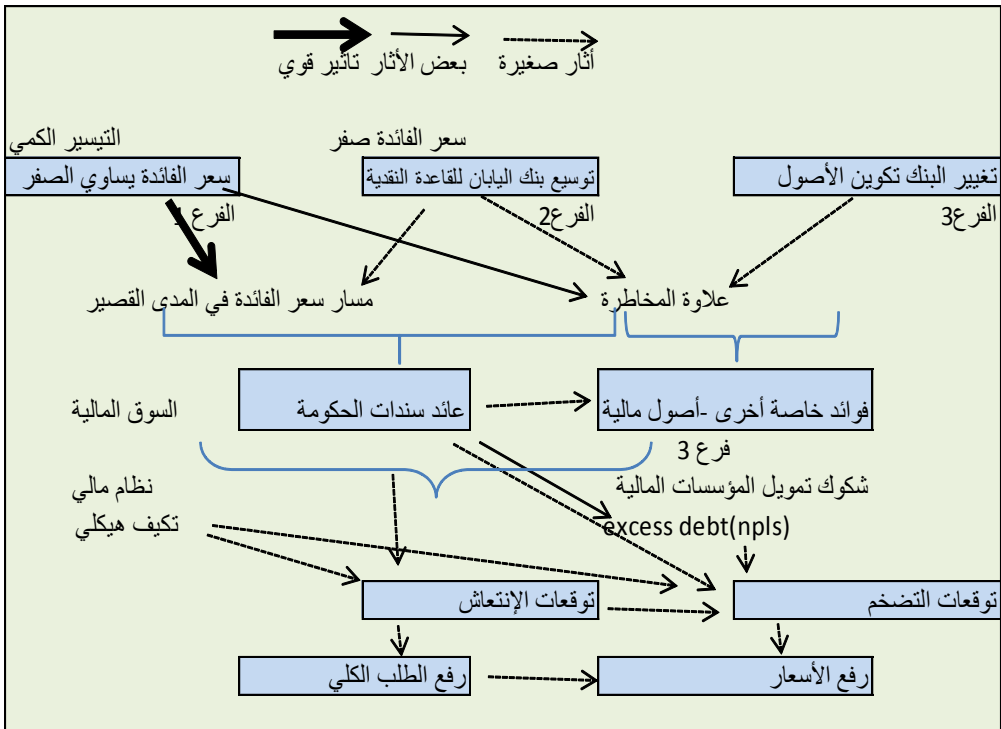 أثار صغيرة بعض الأثار تاثير قوي
سعر الفائدة صفر
التيسير الكمي
تغيير البنك تكوين الأصول
توسيع بنك اليابان للقاعدة النقدية
سعر الفائدة يساوي الصفر
الفرع3
الفرع2
الفرع 1
علاوة المخاطرة
مسار سعر الفائدة في المدى القصير
فوائد خاصة أخرى -أصول مالية
عائد سندات الحكومة
السوق المالية
فرع 3
شكوك تمويل المؤسسات المالية
نظام مالي
excess debt(npls)
تكيف هيكلي
توقعات التضخم
توقعات الإنتعاش
رفع الأسعار
رفع الطلب الكلي